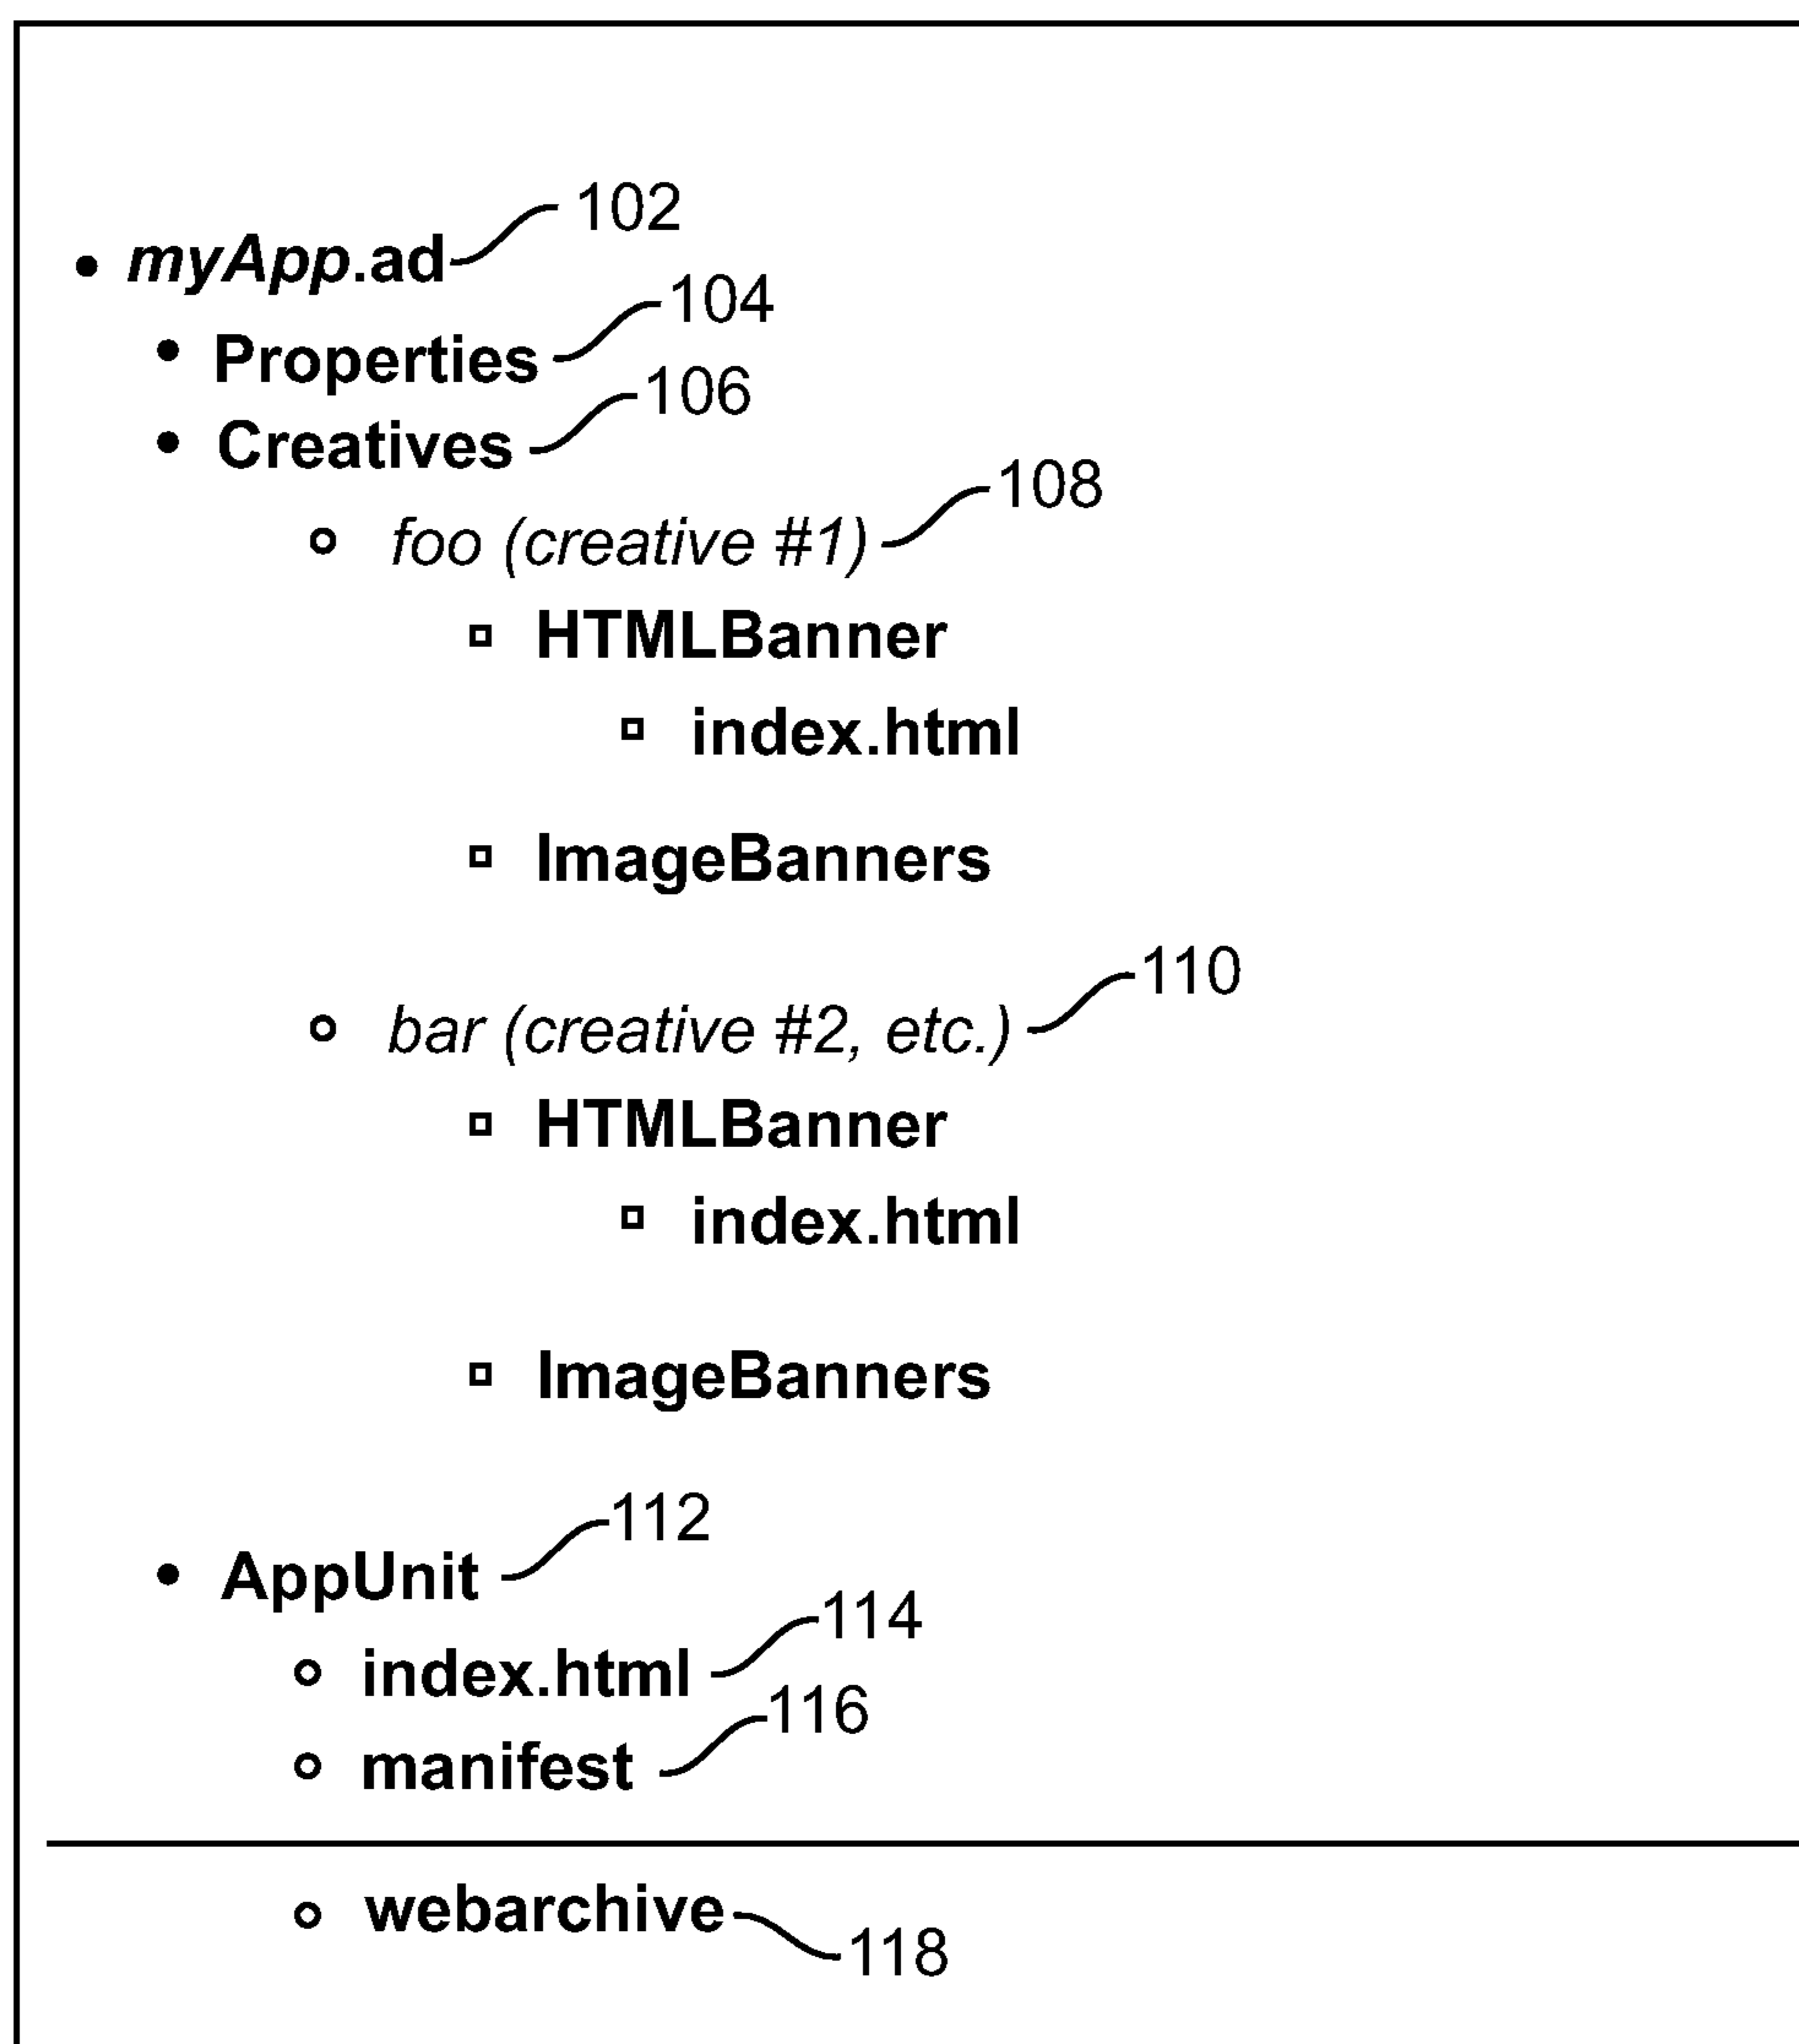 • myApp.ad 102
• Properties 104
• Creatives 106
foo (creative #1) 108
HTMLBanner
index.html
ImageBanners
bar (creative #2, etc.) 110
HTMLBanner
index.html
ImageBanners
• AppUnit 112
index.html 114
manifest 116
webarchive 118